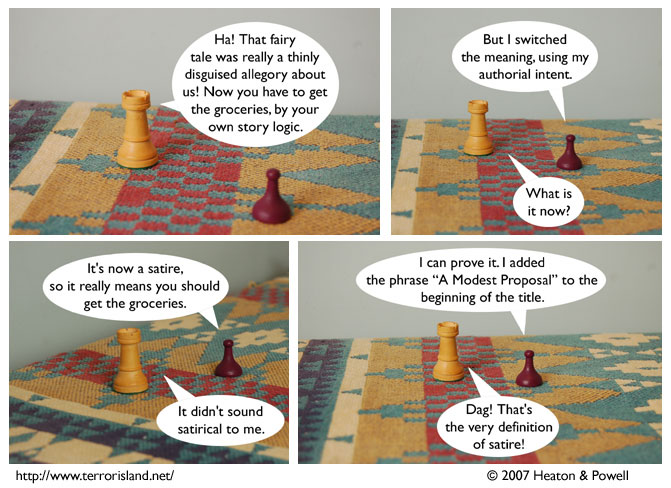 Ha! That fairy
tale was really a thinly
disguised allegory about
us! Now you have to get
the groceries, by your
own story logic.
But I switched
the meaning, using my
authorial intent.
What is
it now?
It's now a satire,
so it really means you should
get the groceries.
It didn't sound
satirical to me.
I can prove it. I added
the phrase “A Modest Proposal” to the
beginning of the title.
Dag! That's
the very definition
of satire!
http://www.terrorisland.net/
© 2007 Heaton & Powell